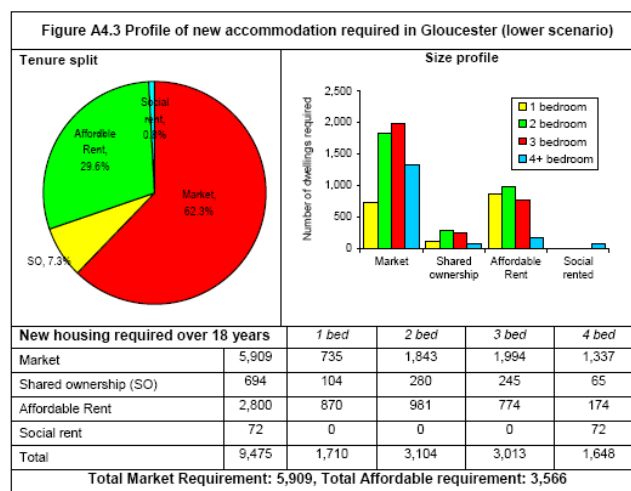 Figure A4.3 Profile of new accommodation required in Gloucester (lower scenario)
Tenure split
Social rent, 0.8%
Affordble Rent, 29.6%
Market, 62.3%
SO, 7.3%
Size profile
Number of dwellings required
2,500
2,000
1,500
1,000
500
0
1 bedroom
2 bedroom
3 bedroom
4+ bedroom
Market
Shared ownership
Affordable Rent
Social rented
New housing required over 18 years 1 bed 2 bed 3 bed 4 bed
Market 5,909 735 1,843 1,994 1,337
Shared ownership (SO) 694 104 280 245 65
Affordable Rent 2,800 870 981 774 174
Social rent 72 0 0 0 72
Total 9,475 1,710 3,104 3,013 1,648
Total Market Requirement: 5,909, Total Affordable requirement: 3,566